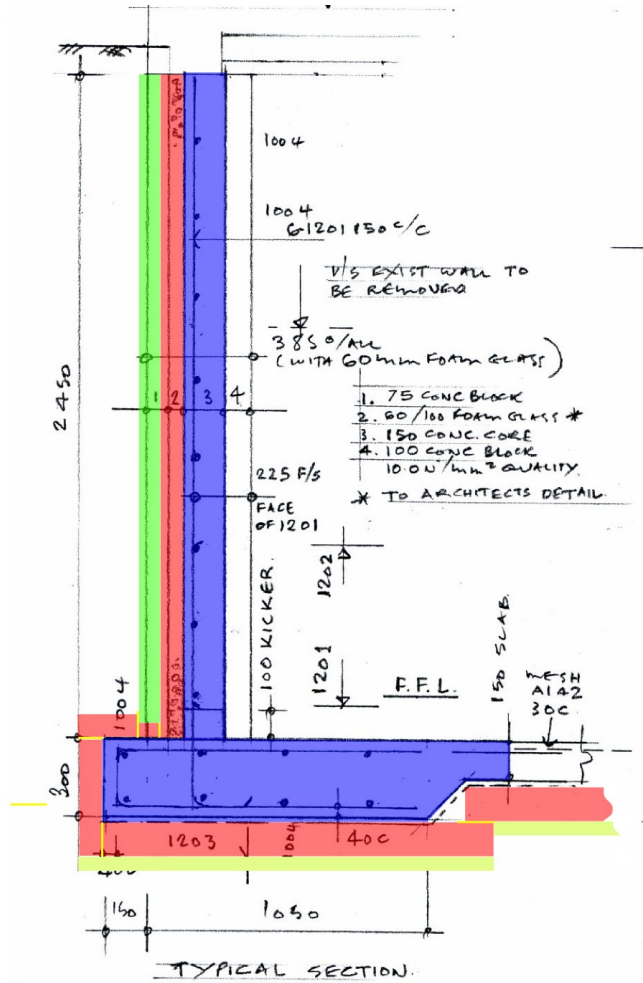 1004
1004
G1201 150 c/c
V/S EXIST WALL TO
BE REMOVED
385 O/ALL
(WITH 60mm FOAM GLASS)
2450
1 2 3 4
1. 75 CONC BLOCK
2. 60/100 FOAM GLASS *
3. 150 CONC. CORE
4. 100 CONC BLOCK
10.0 N/mm² QUALITY.
* TO ARCHITECTS DETAIL.
225 F/S
FACE
OF 1201
1202
100 KICKER.
1201
F.F.L.
150 SLAB.
MESH
A142
30C
1004
300
1203
1004
40C
150
1050
TYPICAL SECTION.